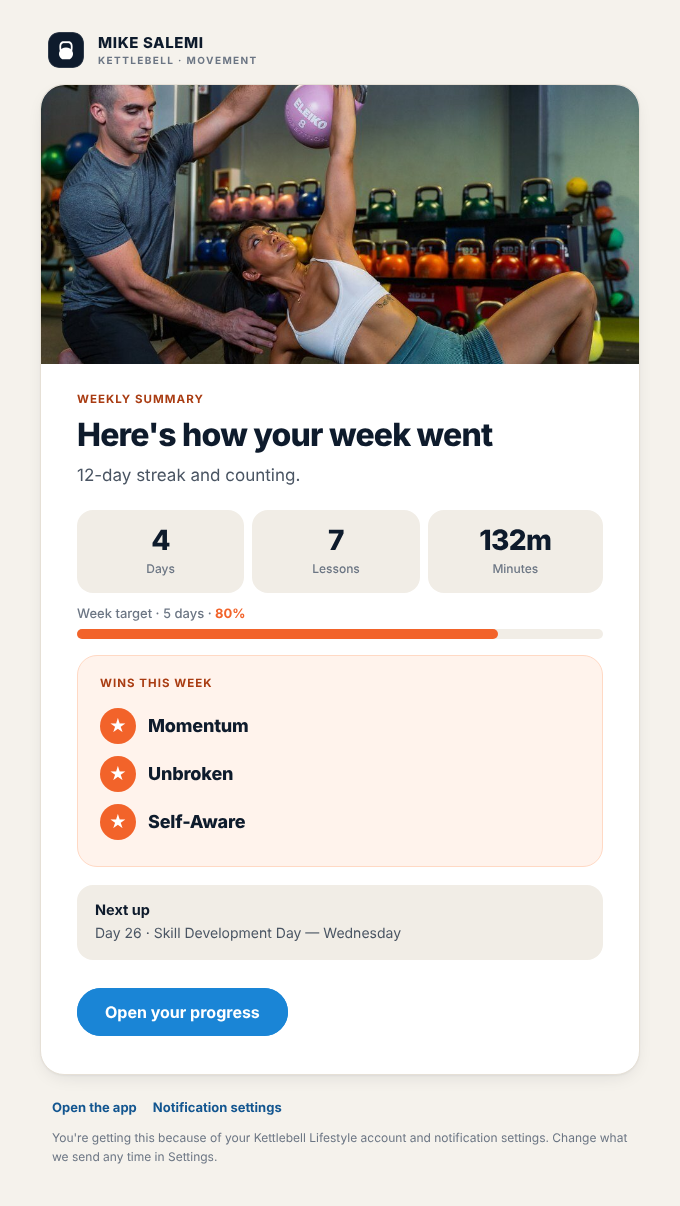 MIKE SALEMI
KETTLEBELL · MOVEMENT
ELEIKO
8
WEEKLY SUMMARY
Here's how your week went
12-day streak and counting.
4
Days
7
Lessons
132m
Minutes
Week target · 5 days · 80%
WINS THIS WEEK
Momentum
Unbroken
Self-Aware
Next up
Day 26 · Skill Development Day — Wednesday
Open your progress
Open the app Notification settings
You're getting this because of your Kettlebell Lifestyle account and notification settings. Change what
we send any time in Settings.